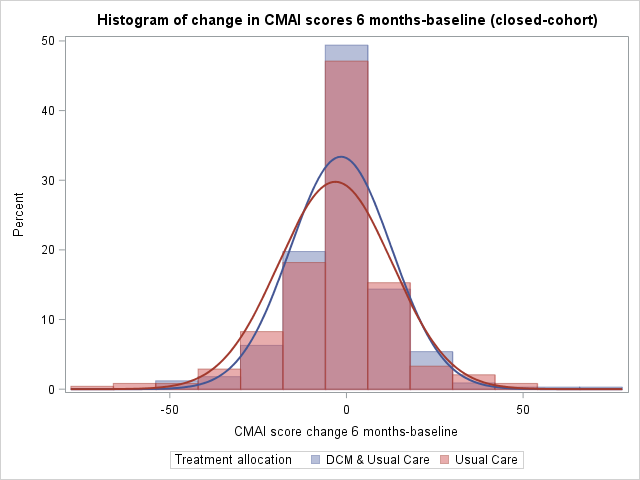 Histogram of change in CMAI scores 6 months-baseline (closed-cohort)
50
40
30
20
10
0
Percent
-50
0
50
CMAI score change 6 months-baseline
Treatment allocation DCM & Usual Care Usual Care